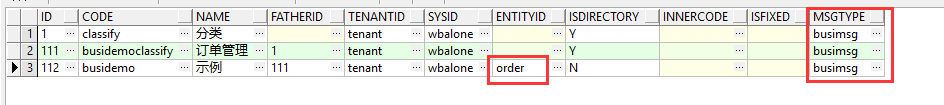 ID CODE NAME FATHERID TENANTID SYSID ENTITYID ISDIRECTORY INNERCODE ISFIXED MSGTYPE
1 1 ··· classify ··· 分类 ··· ··· tenant ··· wbalone ··· ··· Y ··· ··· ··· busimsg ···
2 111 ··· busidemoclassify ··· 订单管理 ··· 1 ··· tenant ··· wbalone ··· ··· Y ··· ··· ··· busimsg ···
3 112 ··· busidemo ··· 示例 ··· 111 ··· tenant ··· wbalone ··· order ··· N ··· ··· ··· busimsg ···